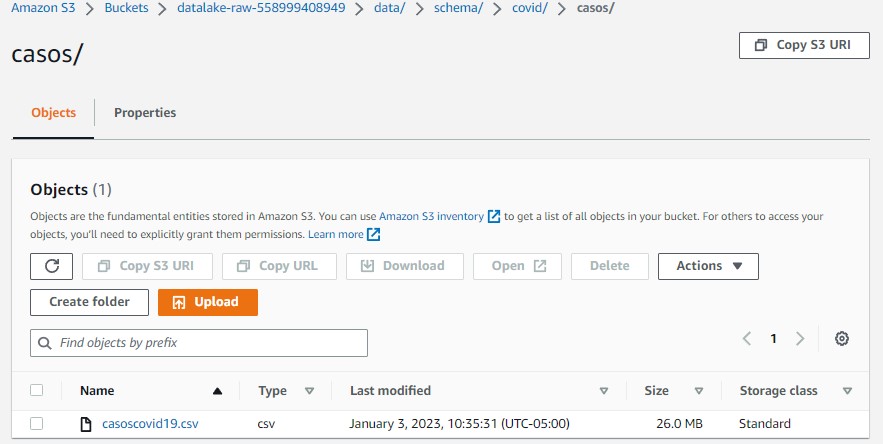 Amazon S3 > Buckets > datalake-raw-558999408949 > data/ > schema/ > covid/ > casos/
casos/
Copy S3 URI
Objects
Properties
Objects (1)
Objects are the fundamental entities stored in Amazon S3. You can use Amazon S3 inventory to get a list of all objects in your bucket. For others to access your
objects, you'll need to explicitly grant them permissions. Learn more
Copy S3 URI Copy URL Download Open Delete Actions
Create folder Upload
Find objects by prefix
1
Name Type Last modified Size Storage class
casoscovid19.csv csv January 3, 2023, 10:35:31 (UTC-05:00) 26.0 MB Standard